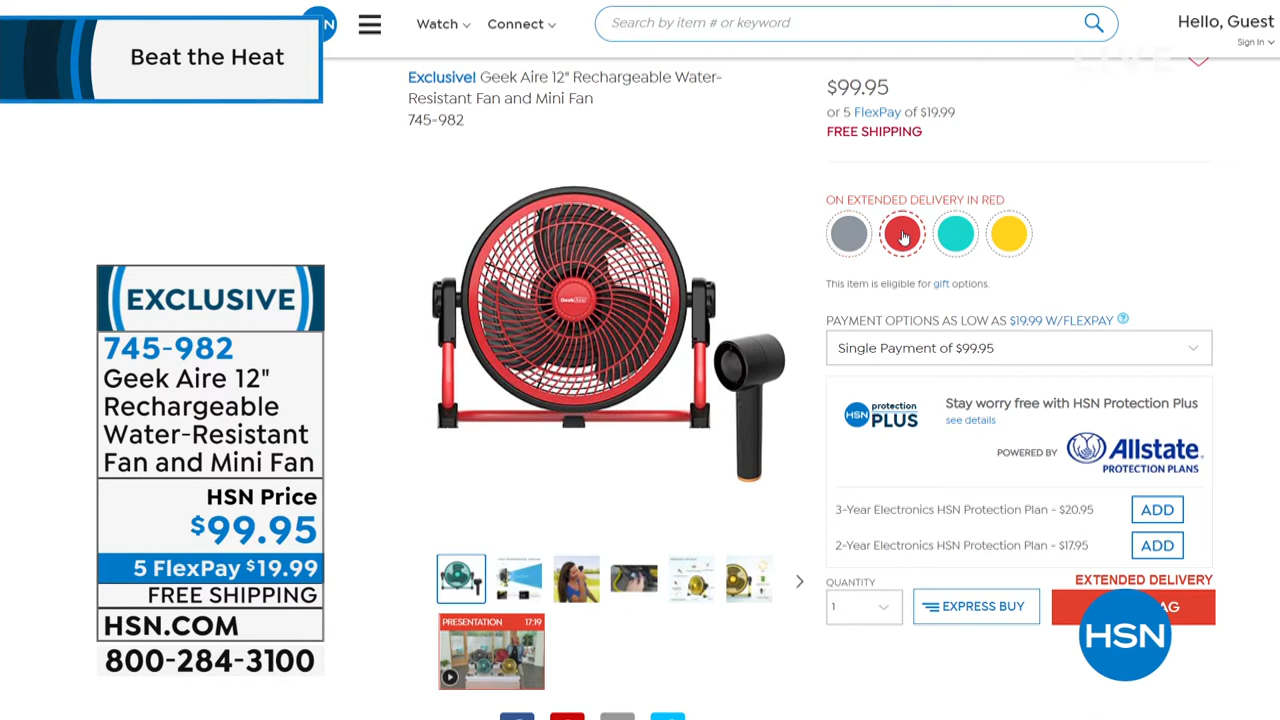 Beat the Heat
N
Watch
Connect
Search by item # or keyword
Hello, Guest
Sign In
LIVE
Exclusive! Geek Aire 12" Rechargeable Water-
Resistant Fan and Mini Fan
745-982
$99.95
or 5 FlexPay of $19.99
FREE SHIPPING
ON EXTENDED DELIVERY IN RED
This item is eligible for gift options.
PAYMENT OPTIONS AS LOW AS $19.99 W/FLEXPAY ?
Single Payment of $99.95
HSN protection PLUS
Stay worry free with HSN Protection Plus
see details
POWERED BY Allstate.
PROTECTION PLANS
3-Year Electronics HSN Protection Plan - $20.95 ADD
2-Year Electronics HSN Protection Plan - $17.95 ADD
QUANTITY
1
EXPRESS BUY
EXTENDED DELIVERY
AG
HSN
GeekAire
PRESENTATION 17:19
EXCLUSIVE
745-982
Geek Aire 12"
Rechargeable
Water-Resistant
Fan and Mini Fan
HSN Price
$99.95
5 FlexPay $19.99
FREE SHIPPING
HSN.COM
800-284-3100